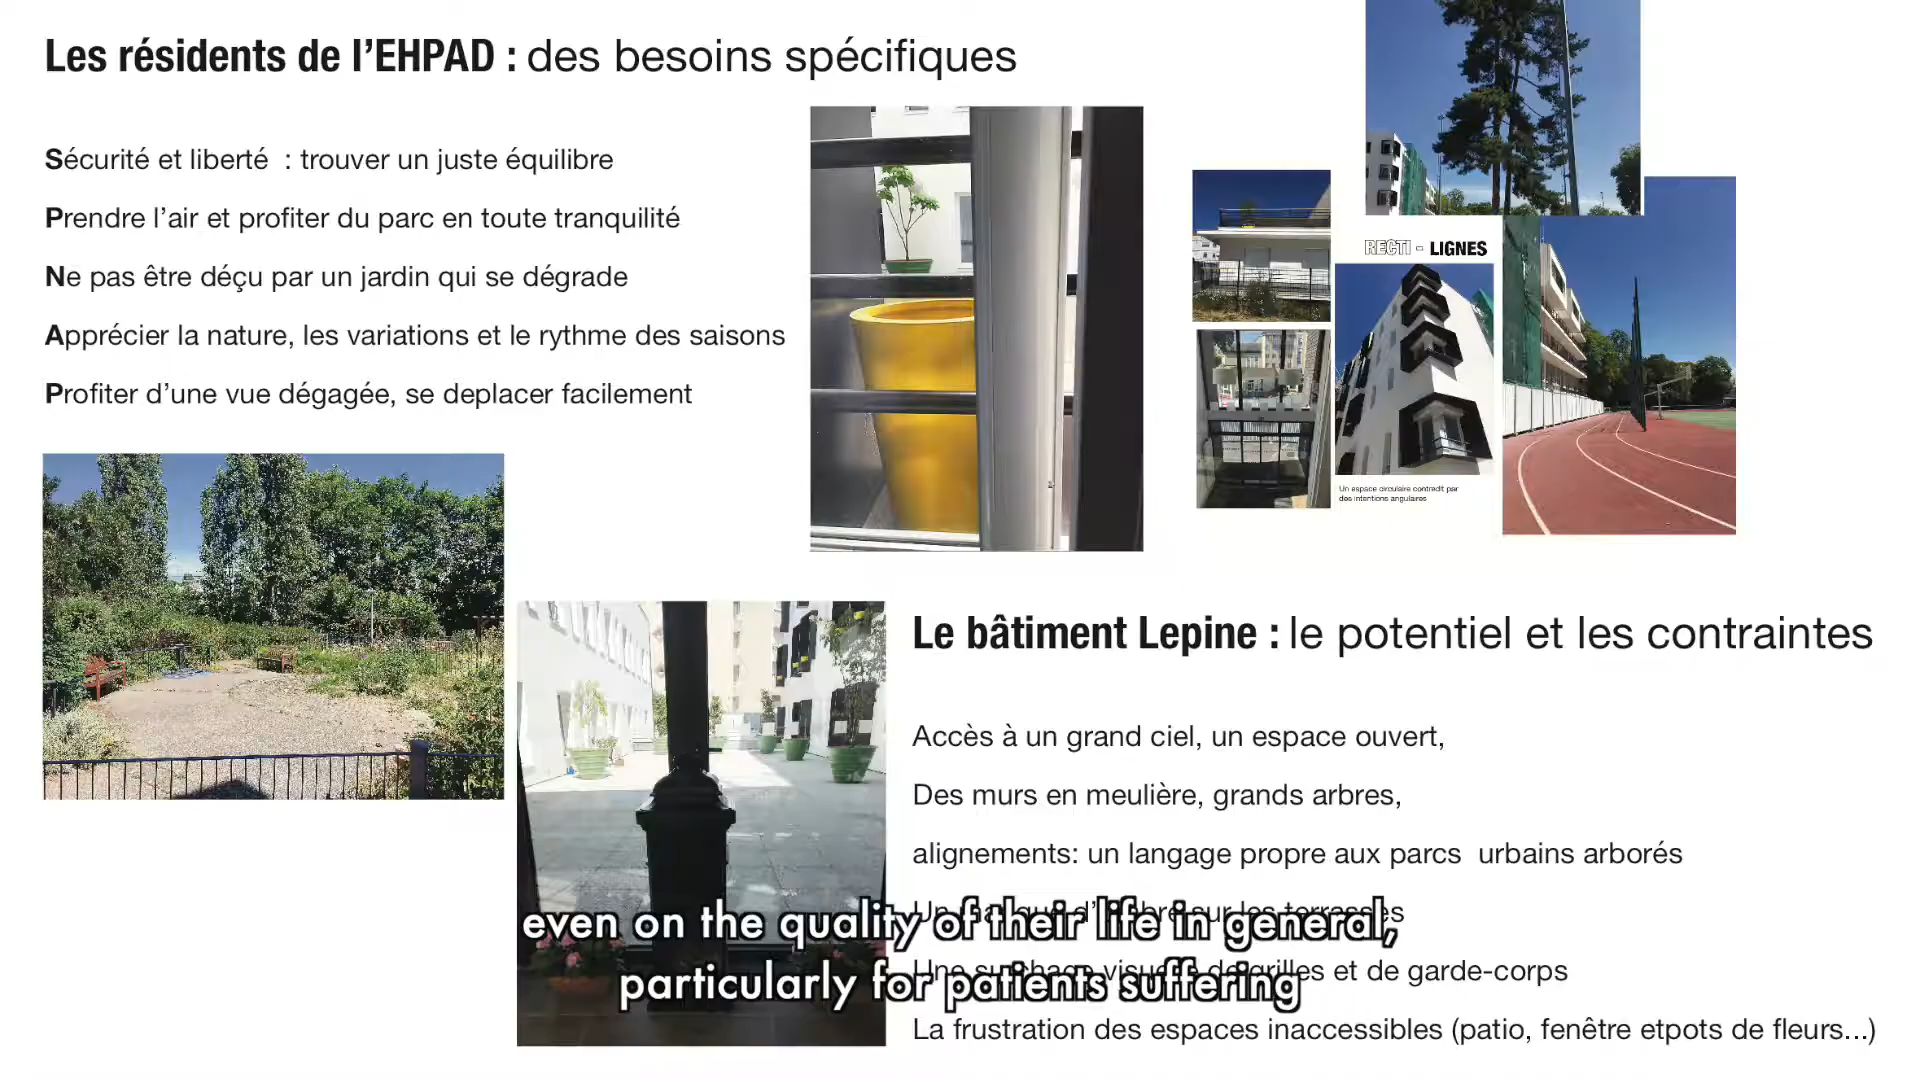 Les résidents de l'EHPAD : des besoins spécifiques
Sécurité et liberté : trouver un juste équilibre
Prendre l'air et profiter du parc en toute tranquilité
Ne pas être déçu par un jardin qui se dégrade
Apprécier la nature, les variations et le rythme des saisons
Profiter d'une vue dégagée, se deplacer facilement
RECTI - LIGNES
Un espace circulaire contredit par
des intentions angulaires
Le bâtiment Lepine : le potentiel et les contraintes
Accès à un grand ciel, un espace ouvert,
Des murs en meulière, grands arbres,
alignements: un langage propre aux parcs urbains arborés
Un sur les terrasses
Une et de garde-corps
La frustration des espaces inaccessibles (patio, fenêtre etpots de fleurs...)
even on the quality of their life in general,
particularly for patients suffering